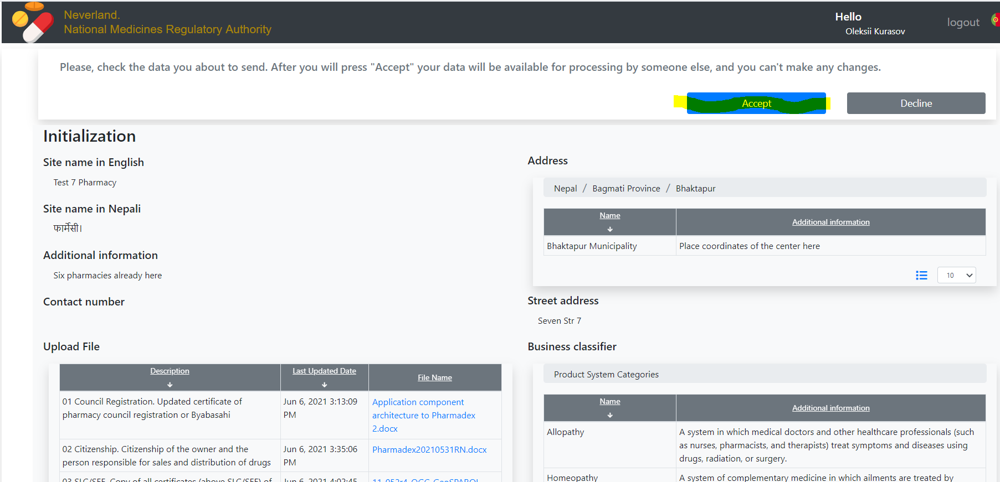 Neverland.
National Medicines Regulatory Authority
Hello
Oleksii Kurasov
logout
Please, check the data you about to send. After you will press "Accept" your data will be available for processing by someone else, and you can't make any changes.
Accept
Decline
Initialization
Site name in English
Test 7 Pharmacy
Site name in Nepali
फार्मेसी।
Additional information
Six pharmacies already here
Contact number
Address
Nepal / Bagmati Province / Bhaktapur
Name
Additional information
Bhaktapur Municipality
Place coordinates of the center here
10
Street address
Seven Str 7
Upload File
Description
Last Updated Date
File Name
01 Council Registration. Updated certificate of
pharmacy council registration or Byabasahi
Jun 6, 2021 3:13:09
PM
Application component
architecture to Pharmadex
2.docx
02 Citizenship. Citizenship of the owner and the
person responsible for sales and distribution of drugs
Jun 6, 2021 3:35:06
PM
Pharmadex20210531RN.docx
03 SLC/SEE. Copy of all certificates (above SLC/SEE) of
Jun 6, 2021 4:02:45
11-052r4_OGC_GeoSPARQL
Business classifier
Product System Categories
Name
Additional information
Allopathy
A system in which medical doctors and other healthcare professionals (such
as nurses, pharmacists, and therapists) treat symptoms and diseases using
drugs, radiation, or surgery.
Homeopathy
A system of complementary medicine in which ailments are treated by